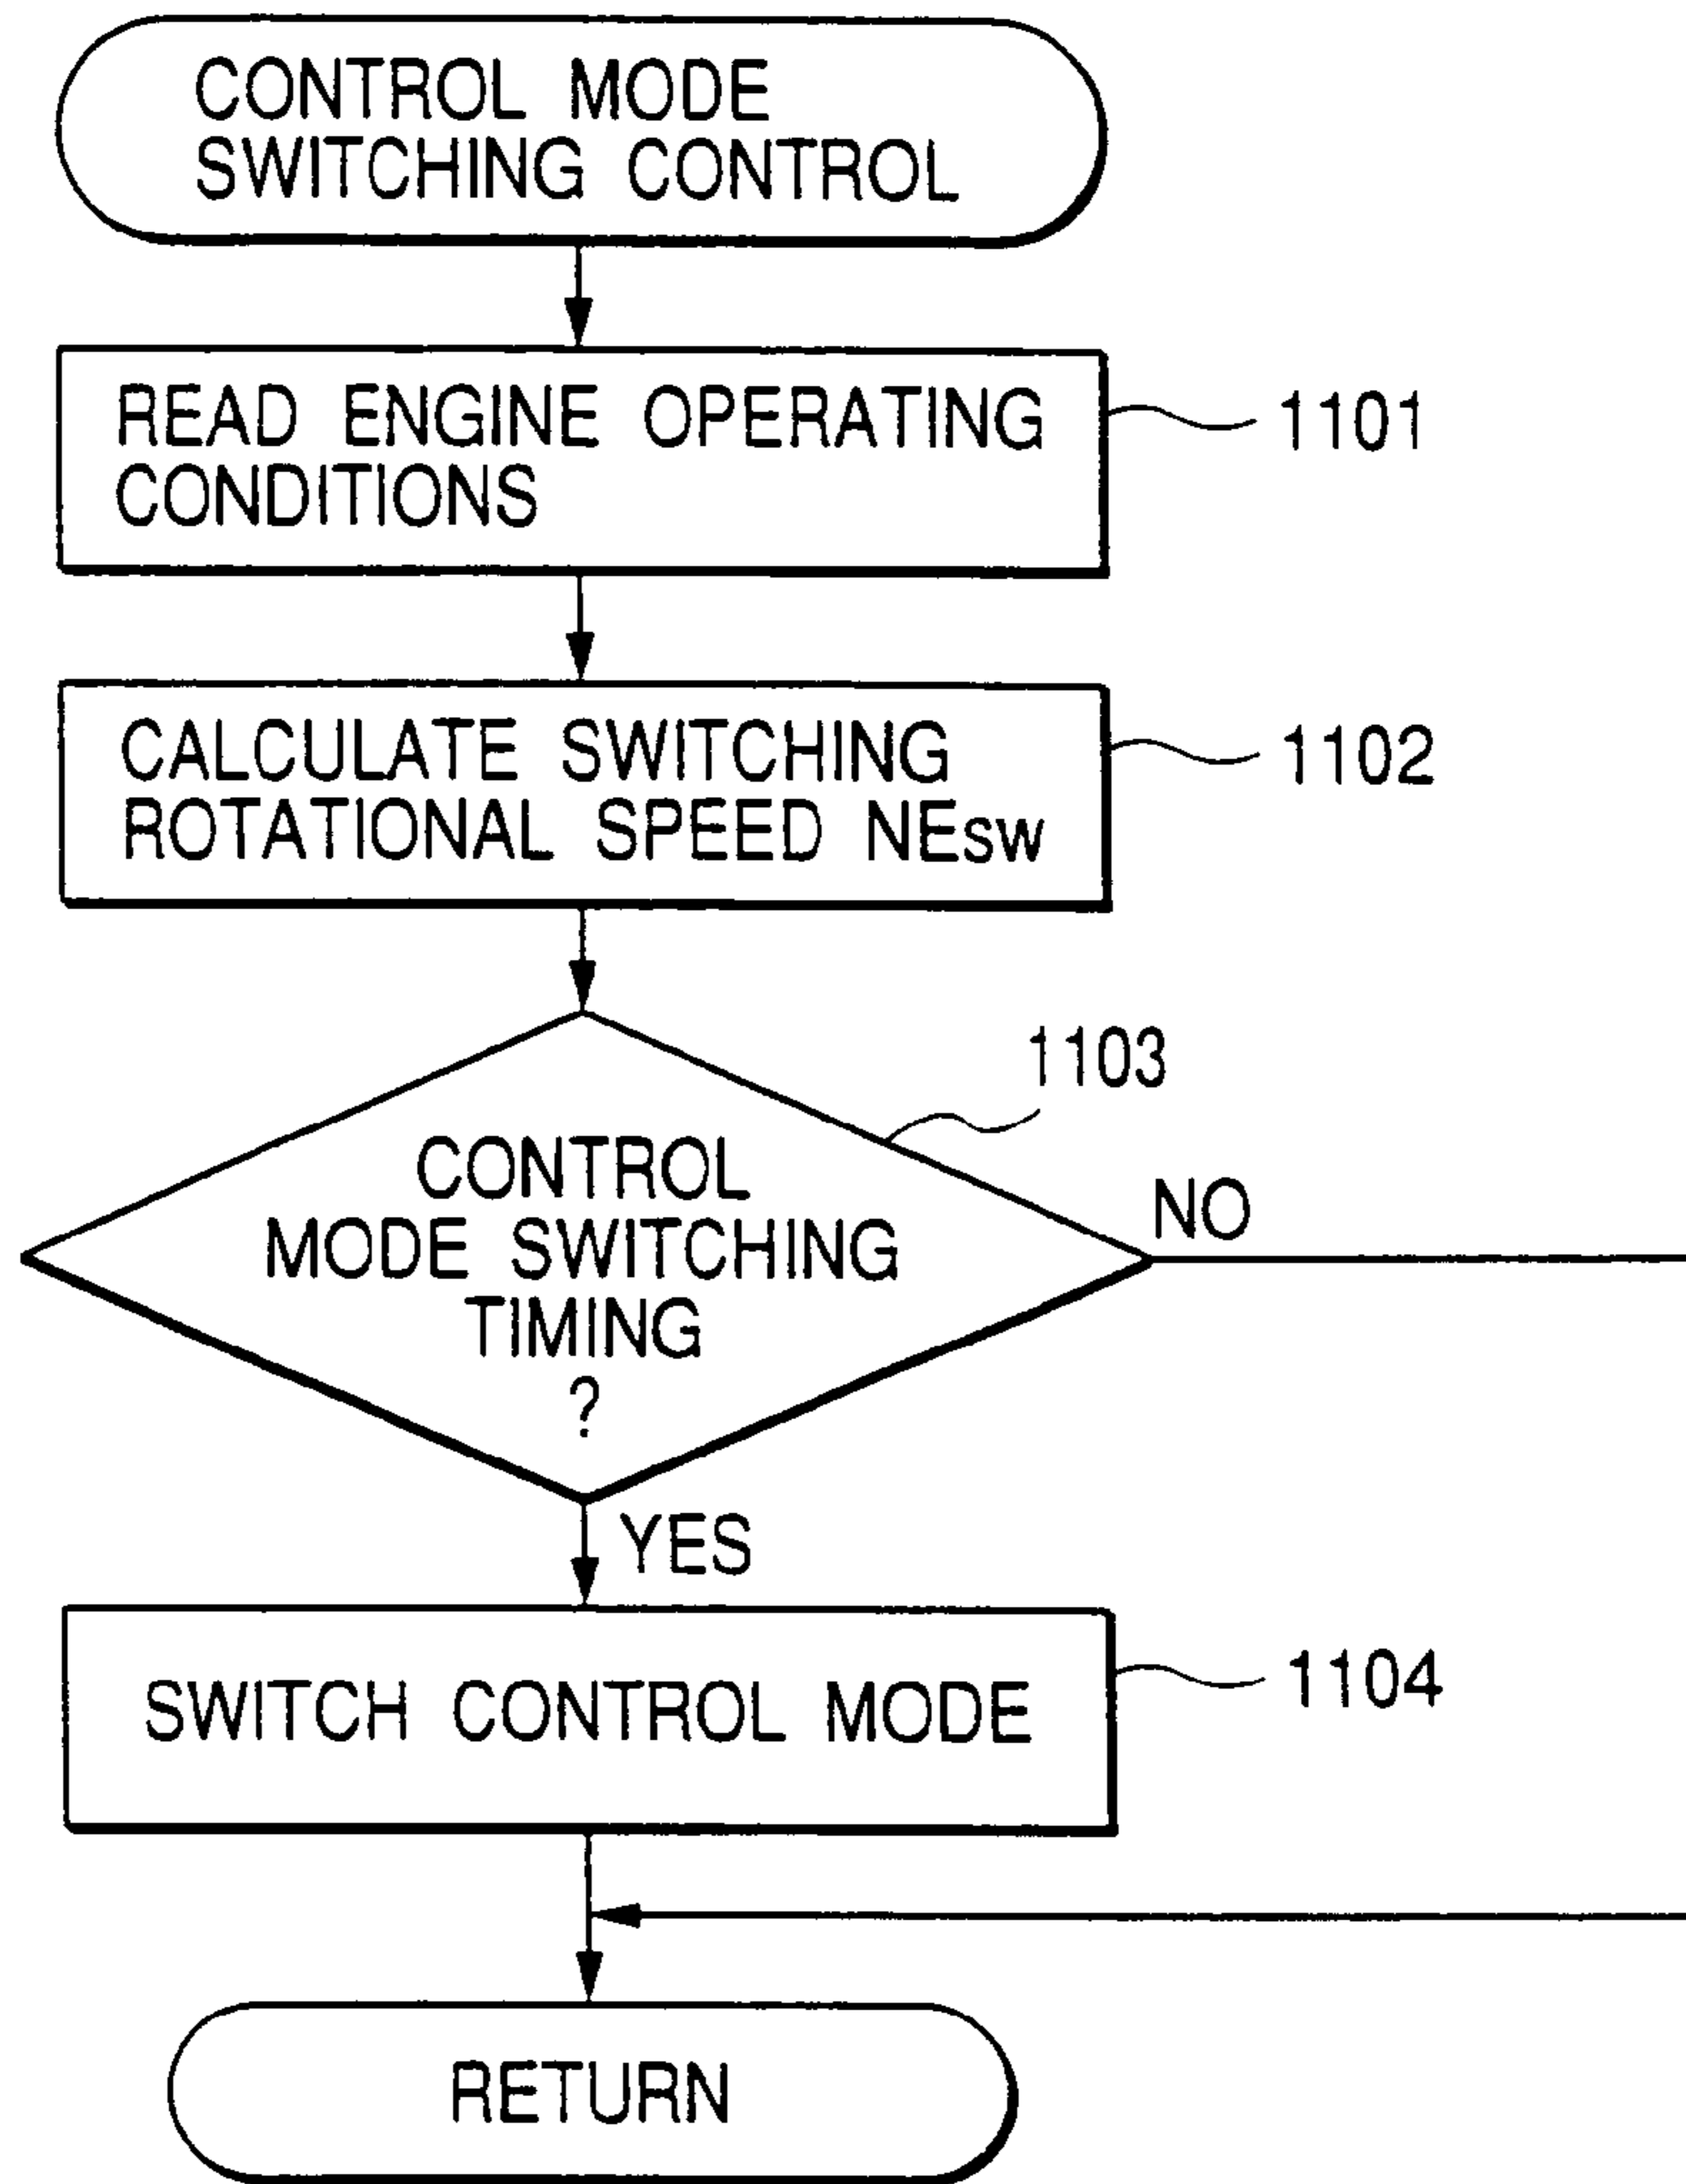 CONTROL MODE
SWITCHING CONTROL
READ ENGINE OPERATING
CONDITIONS
1101
CALCULATE SWITCHING
ROTATIONAL SPEED NESW
1102
1103
CONTROL
MODE SWITCHING
TIMING
?
NO
YES
SWITCH CONTROL MODE
1104
RETURN